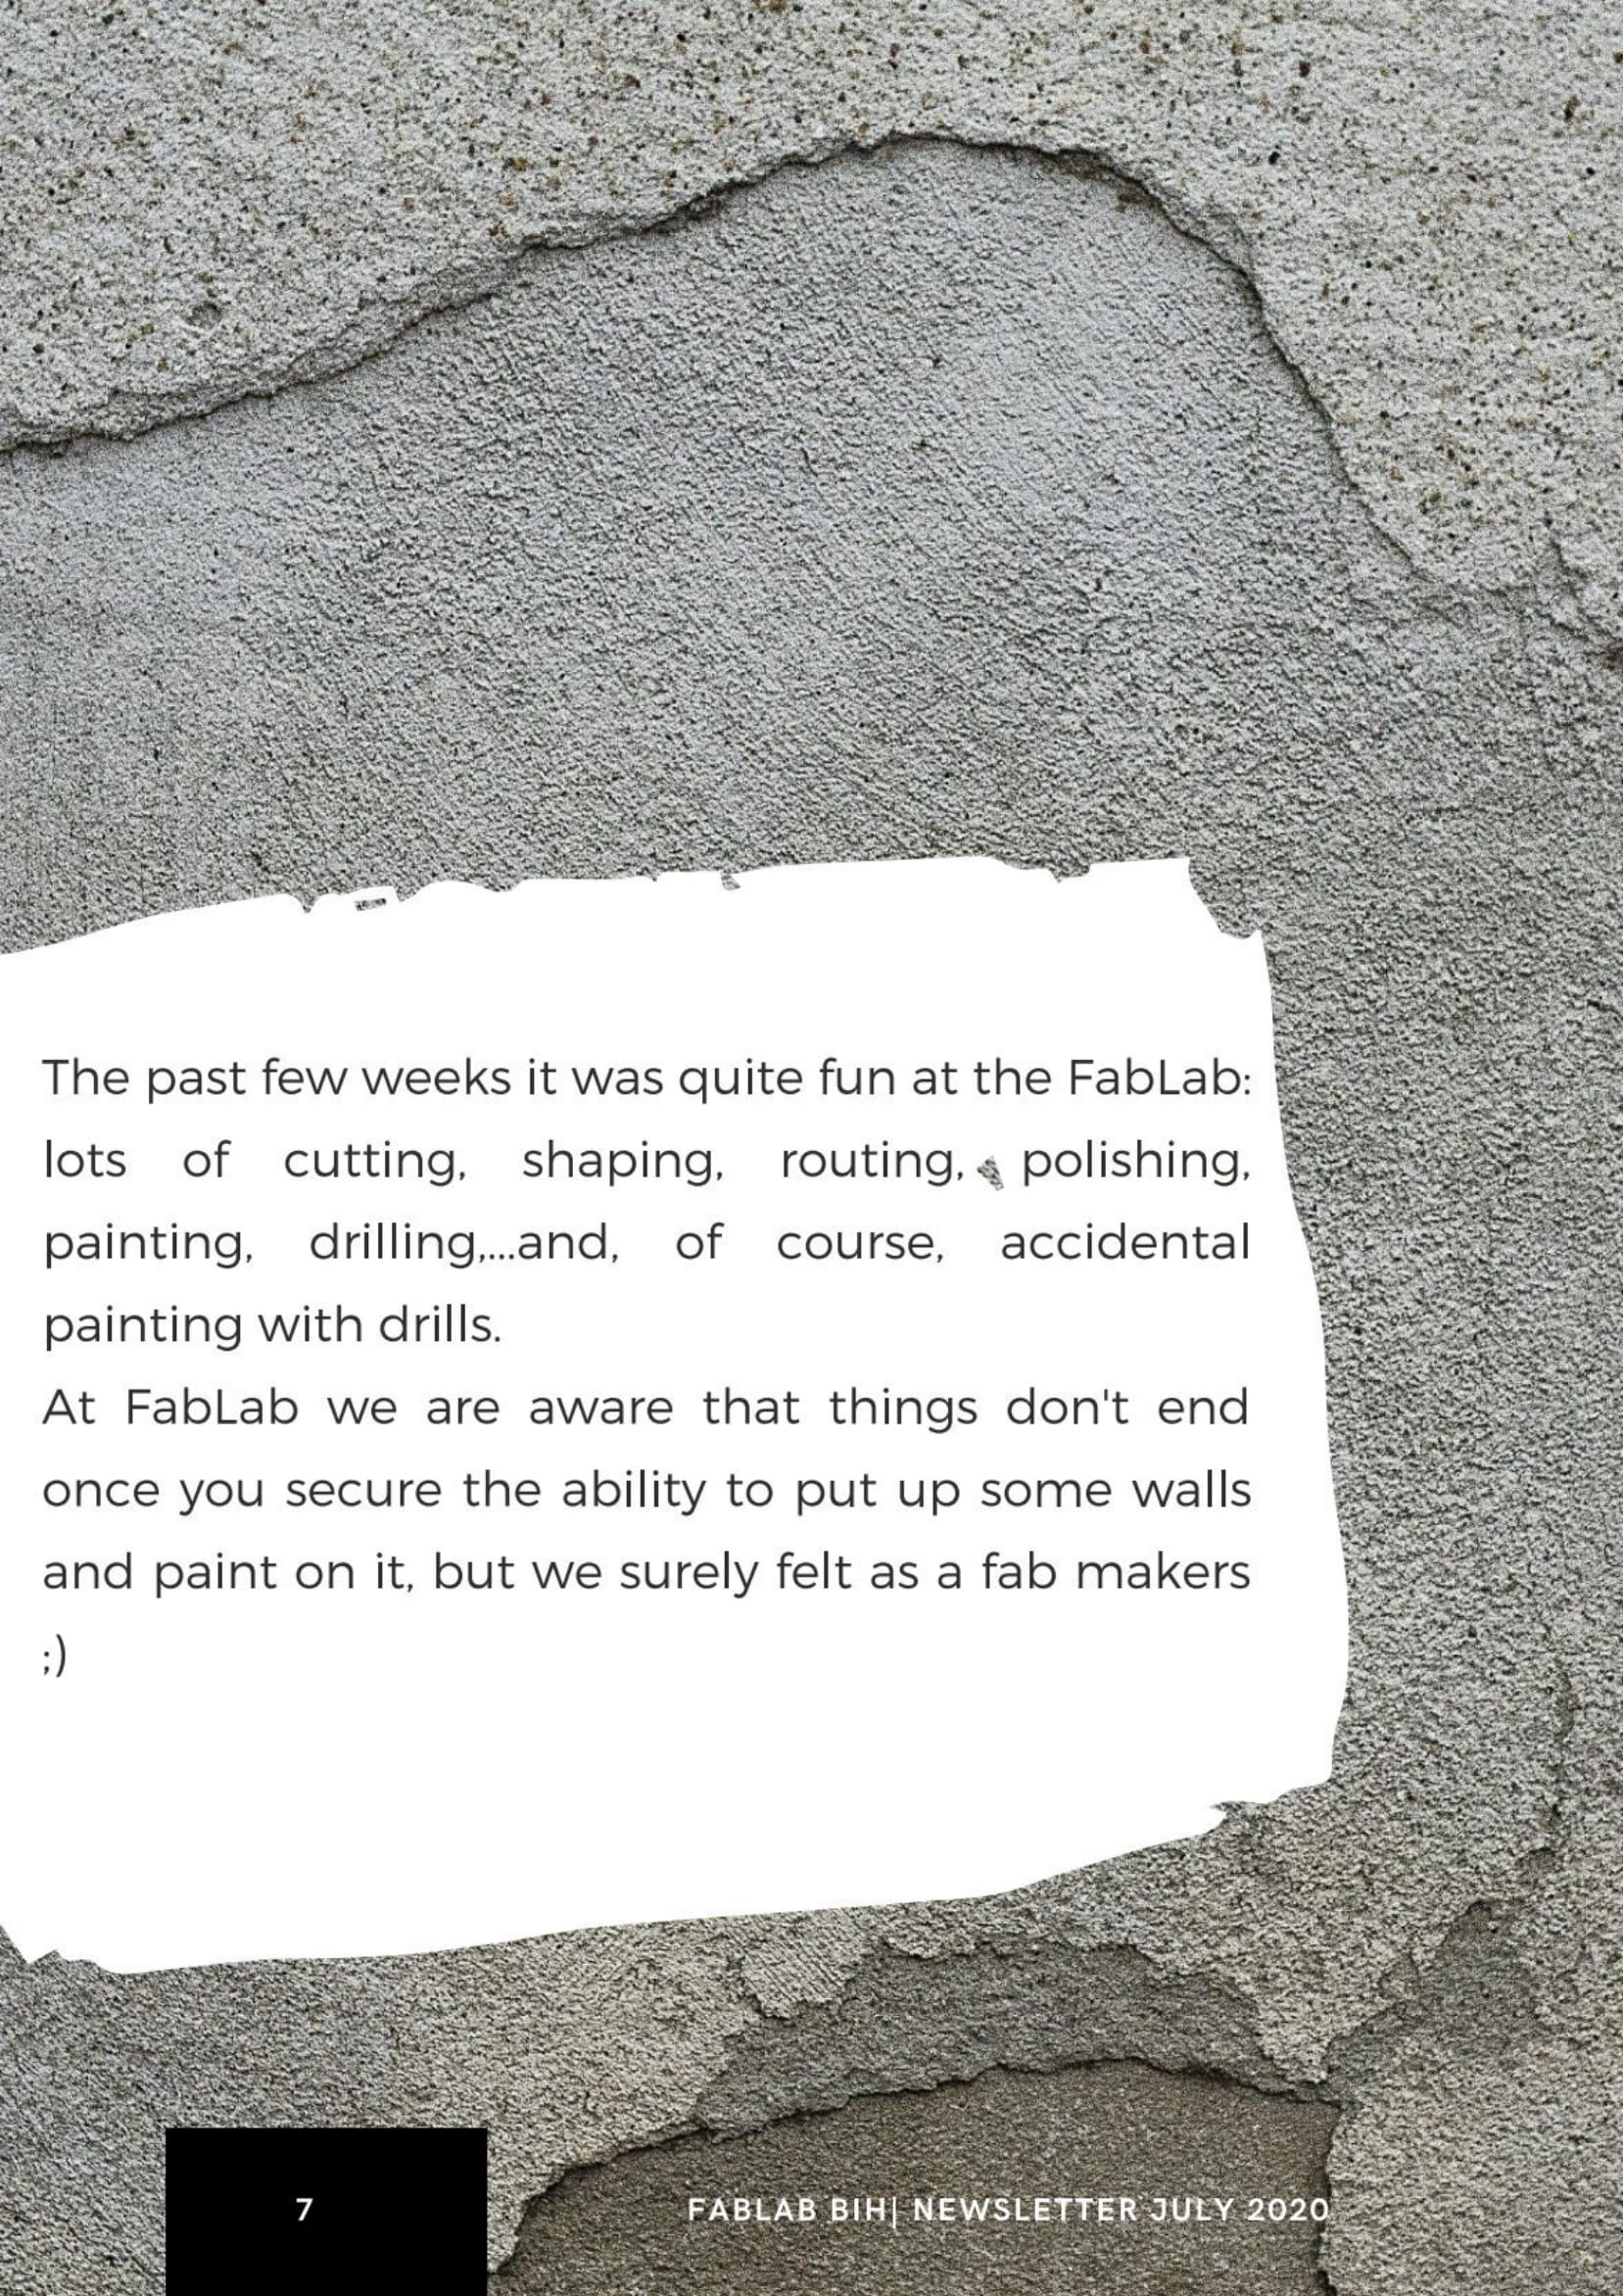 The past few weeks it was quite fun at the FabLab:
lots of cutting, shaping, routing, polishing,
painting, drilling,...and, of course, accidental
painting with drills.
At FabLab we are aware that things don't end
once you secure the ability to put up some walls
and paint on it, but we surely felt as a fab makers
;)
7
FABLAB BIH| NEWSLETTER JULY 2020